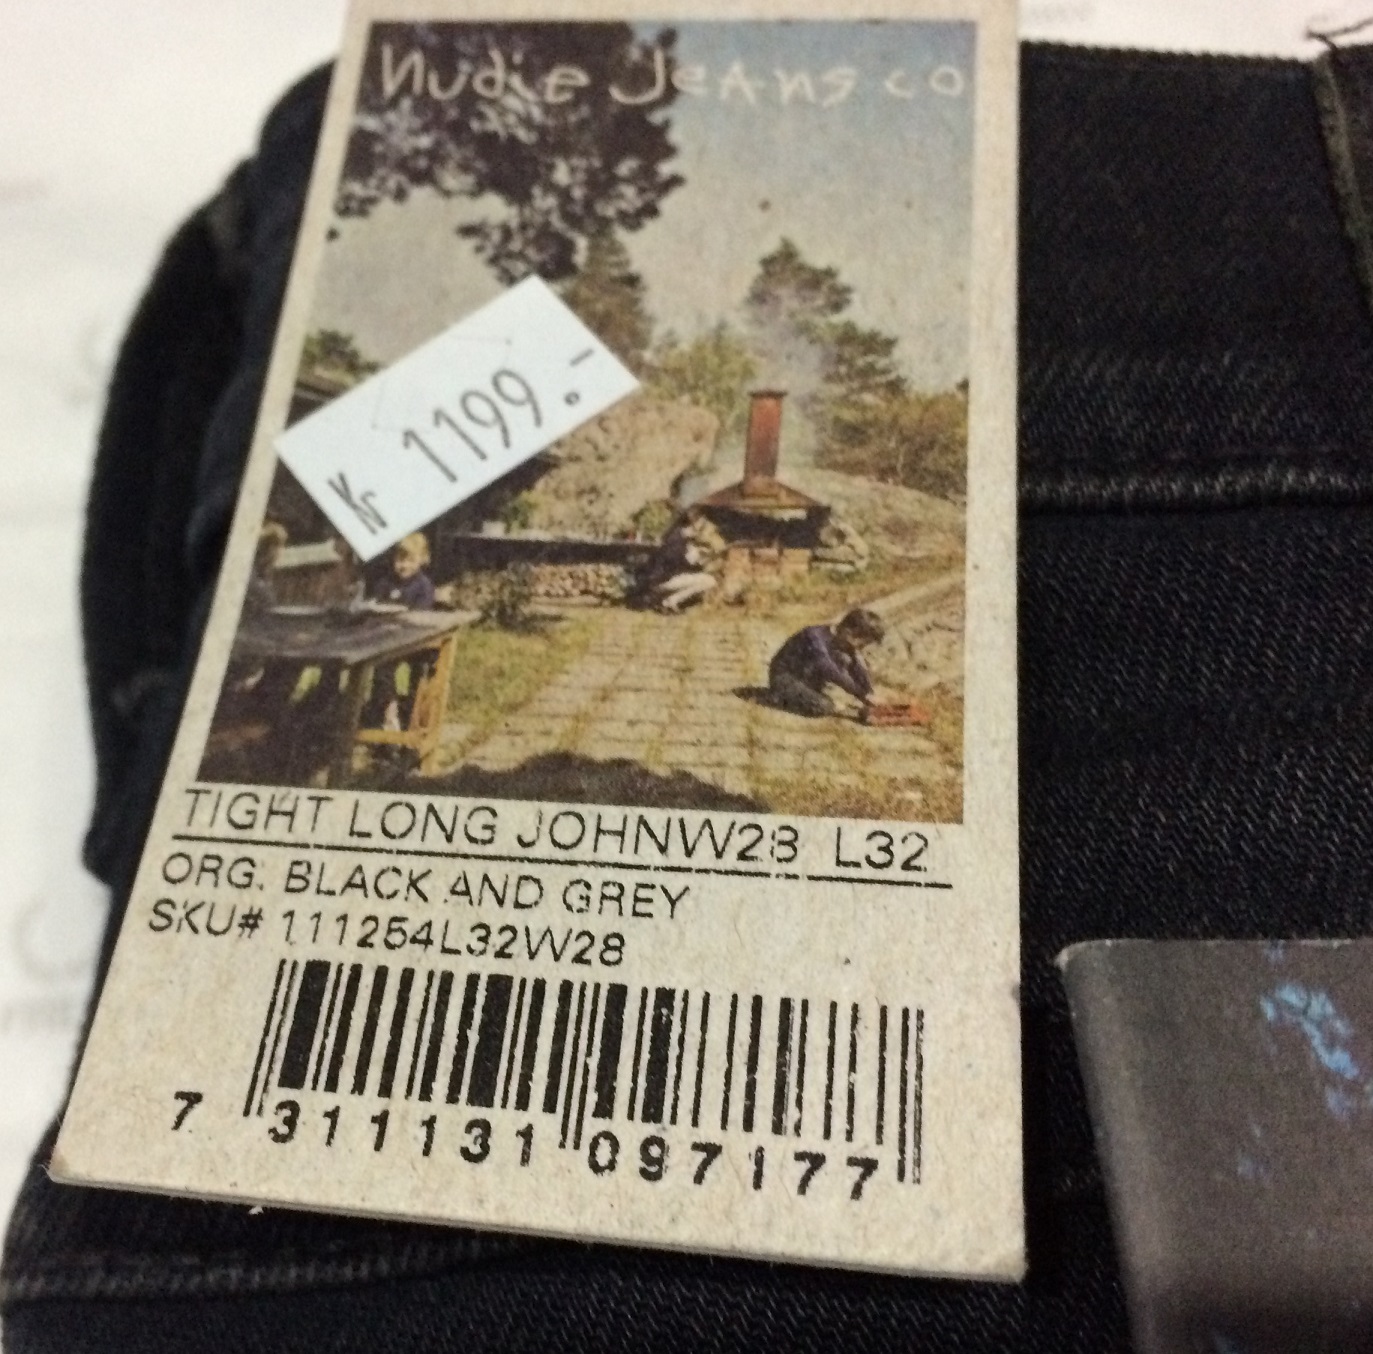 Nudie Jeans co
Kr 1199.-
TIGHT LONG JOHNW28 L32
ORG. BLACK AND GREY
SKU# 111254L32W28
7 311131 097177